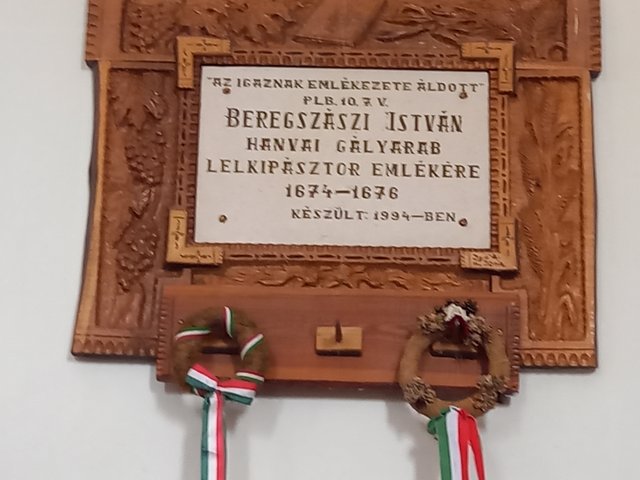 "AZ IGAZNAK EMLÉKEZETE ÁLDOTT"
PLB. 10. 7. V.
BEREGSZÁSZI ISTVÁN
HANVAI GÁLYARAB
LELKIPÁSZTOR EMLÉKÉRE
1674–1676
KÉSZÜLT: 1994–BEN